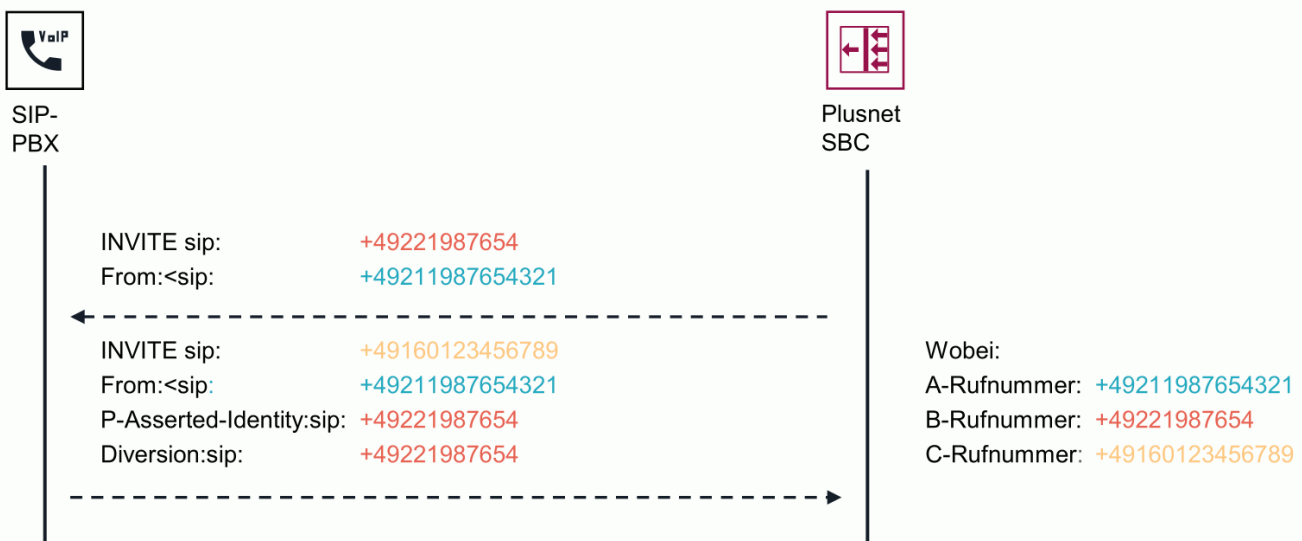 VoIP
SIP-
PBX
Plusnet
SBC
INVITE sip: +49221987654
From:<sip: +49211987654321
INVITE sip: +49160123456789
From:<sip: +49211987654321
P-Asserted-Identity:sip: +49221987654
Diversion:sip: +49221987654
Wobei:
A-Rufnummer: +49211987654321
B-Rufnummer: +49221987654
C-Rufnummer: +49160123456789